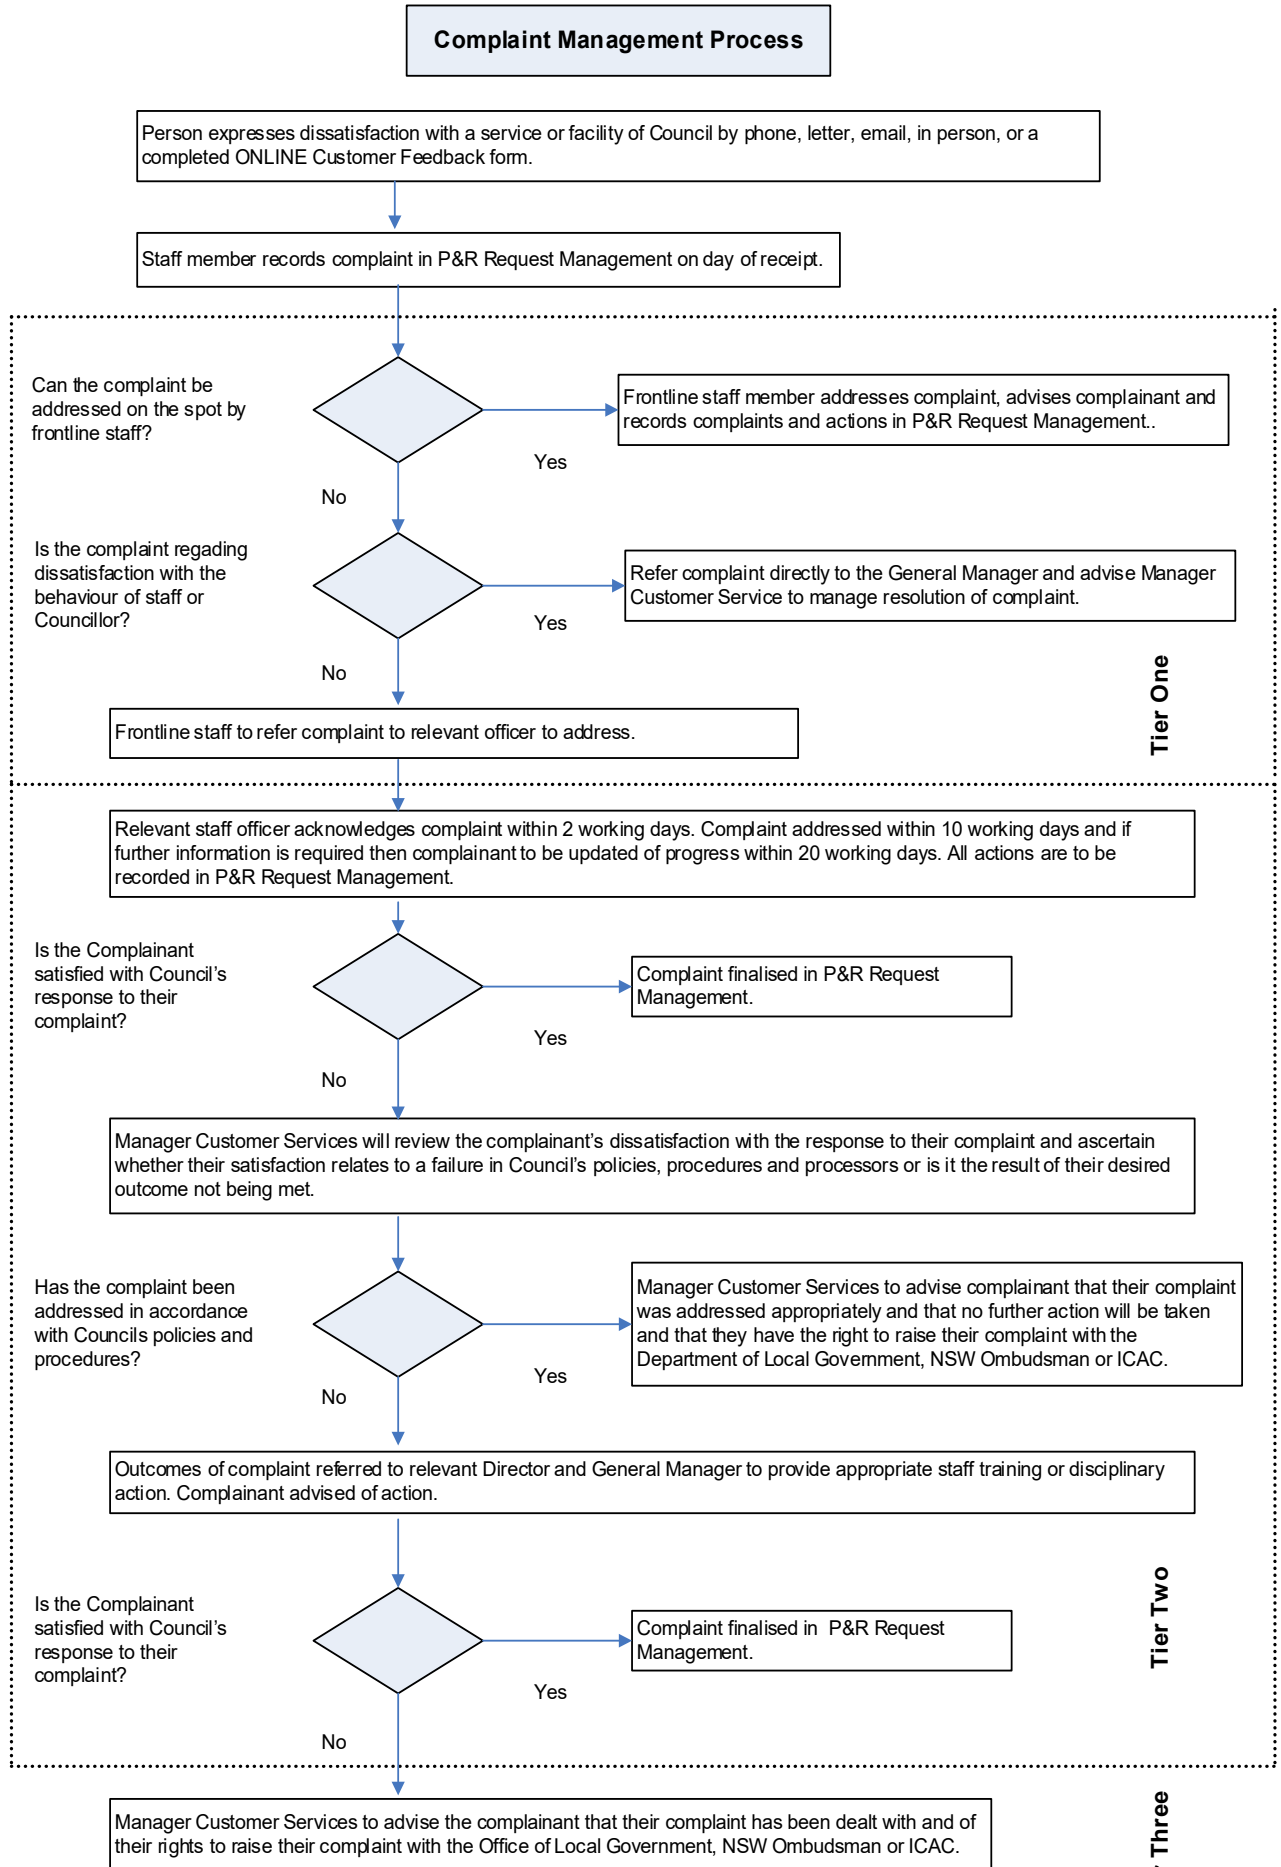 Complaint Management Process
Person expresses dissatisfaction with a service or facility of Council by phone, letter, email, in person, or a
completed ONLINE Customer Feedback form.
Staff member records complaint in P&R Request Management on day of receipt.
Can the complaint be
addressed on the spot by
frontline staff?
Frontline staff member addresses complaint, advises complainant and
records complaints and actions in P&R Request Management..
Yes
No
Is the complaint regading
dissatisfaction with the
behaviour of staff or
Councillor?
Refer complaint directly to the General Manager and advise Manager
Customer Service to manage resolution of complaint.
Yes
No
Frontline staff to refer complaint to relevant officer to address.
Tier One
Relevant staff officer acknowledges complaint within 2 working days. Complaint addressed within 10 working days and if
further information is required then complainant to be updated of progress within 20 working days. All actions are to be
recorded in P&R Request Management.
Is the Complainant
satisfied with Council’s
response to their
complaint?
Complaint finalised in P&R Request
Management.
Yes
No
Manager Customer Services will review the complainant’s dissatisfaction with the response to their complaint and ascertain
whether their satisfaction relates to a failure in Council’s policies, procedures and processors or is it the result of their desired
outcome not being met.
Has the complaint been
addressed in accordance
with Councils policies and
procedures?
Manager Customer Services to advise complainant that their complaint
was addressed appropriately and that no further action will be taken
and that they have the right to raise their complaint with the
Department of Local Government, NSW Ombudsman or ICAC.
Yes
No
Outcomes of complaint referred to relevant Director and General Manager to provide appropriate staff training or disciplinary
action. Complainant advised of action.
Is the Complainant
satisfied with Council’s
response to their
complaint?
Complaint finalised in P&R Request
Management.
Yes
No
Tier Two
Manager Customer Services to advise the complainant that their complaint has been dealt with and of
their rights to raise their complaint with the Office of Local Government, NSW Ombudsman or ICAC.
Three